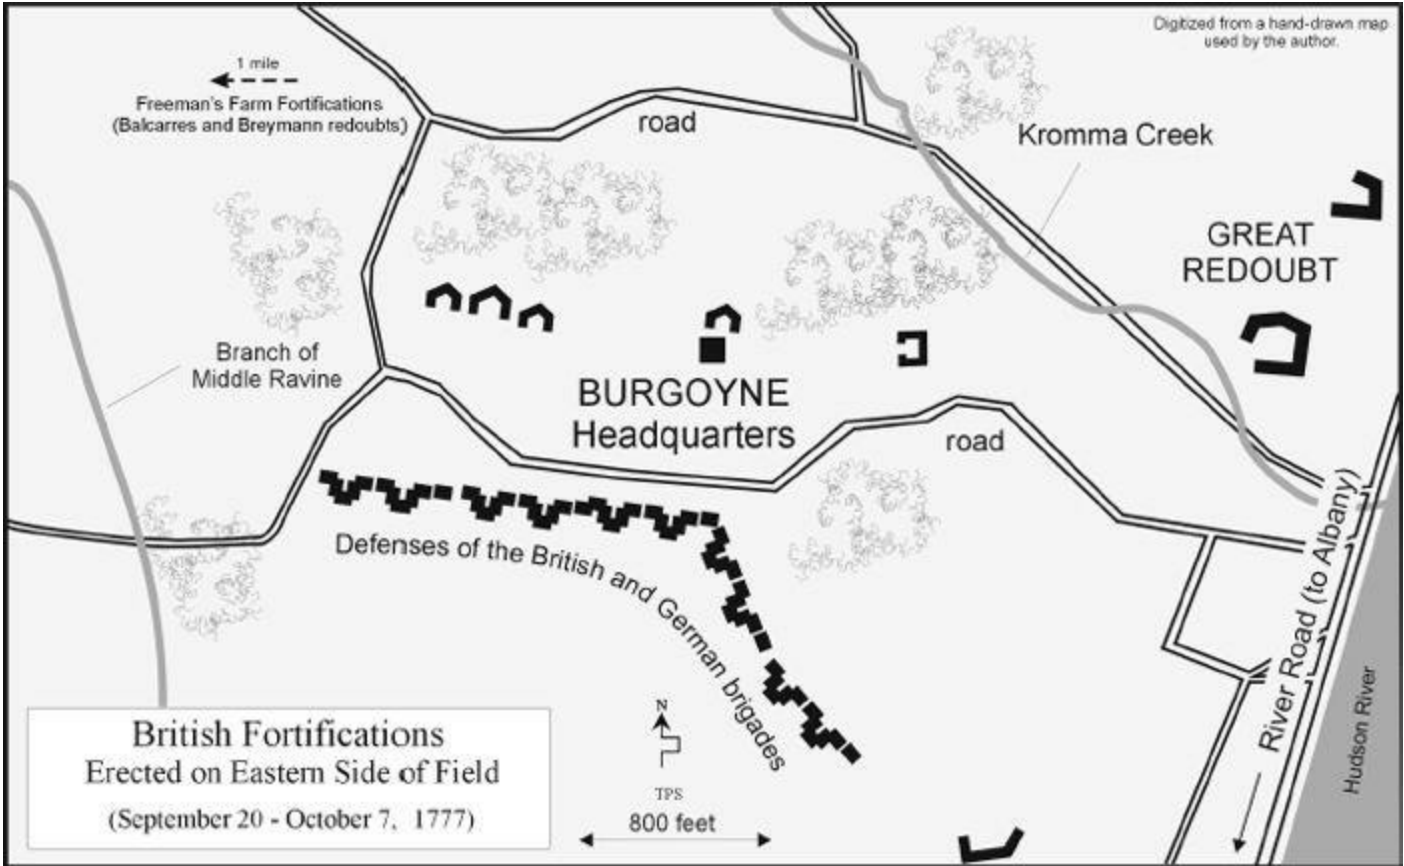 Digitized from a hand-drawn map
used by the author.
1 mile
Freeman's Farm Fortifications
(Balcarres and Breymann redoubts)
road
Kromma Creek
GREAT
REDOUBT
Branch of
Middle Ravine
BURGOYNE
Headquarters
road
Defenses of the British and German brigades
River Road (to Albany)
Hudson River
N
TPS
800 feet
British Fortifications
Erected on Eastern Side of Field
(September 20 - October 7, 1777)